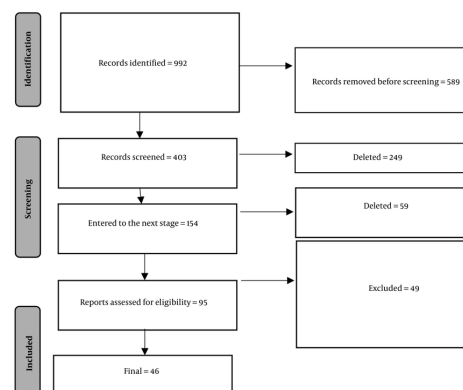 Identification
Records identified = 992
Records removed before screening = 589
Screening
Records screened = 403
Deleted = 249
Entered to the next stage = 154
Deleted = 59
Reports assessed for eligibility = 95
Excluded = 49
Included
Final = 46